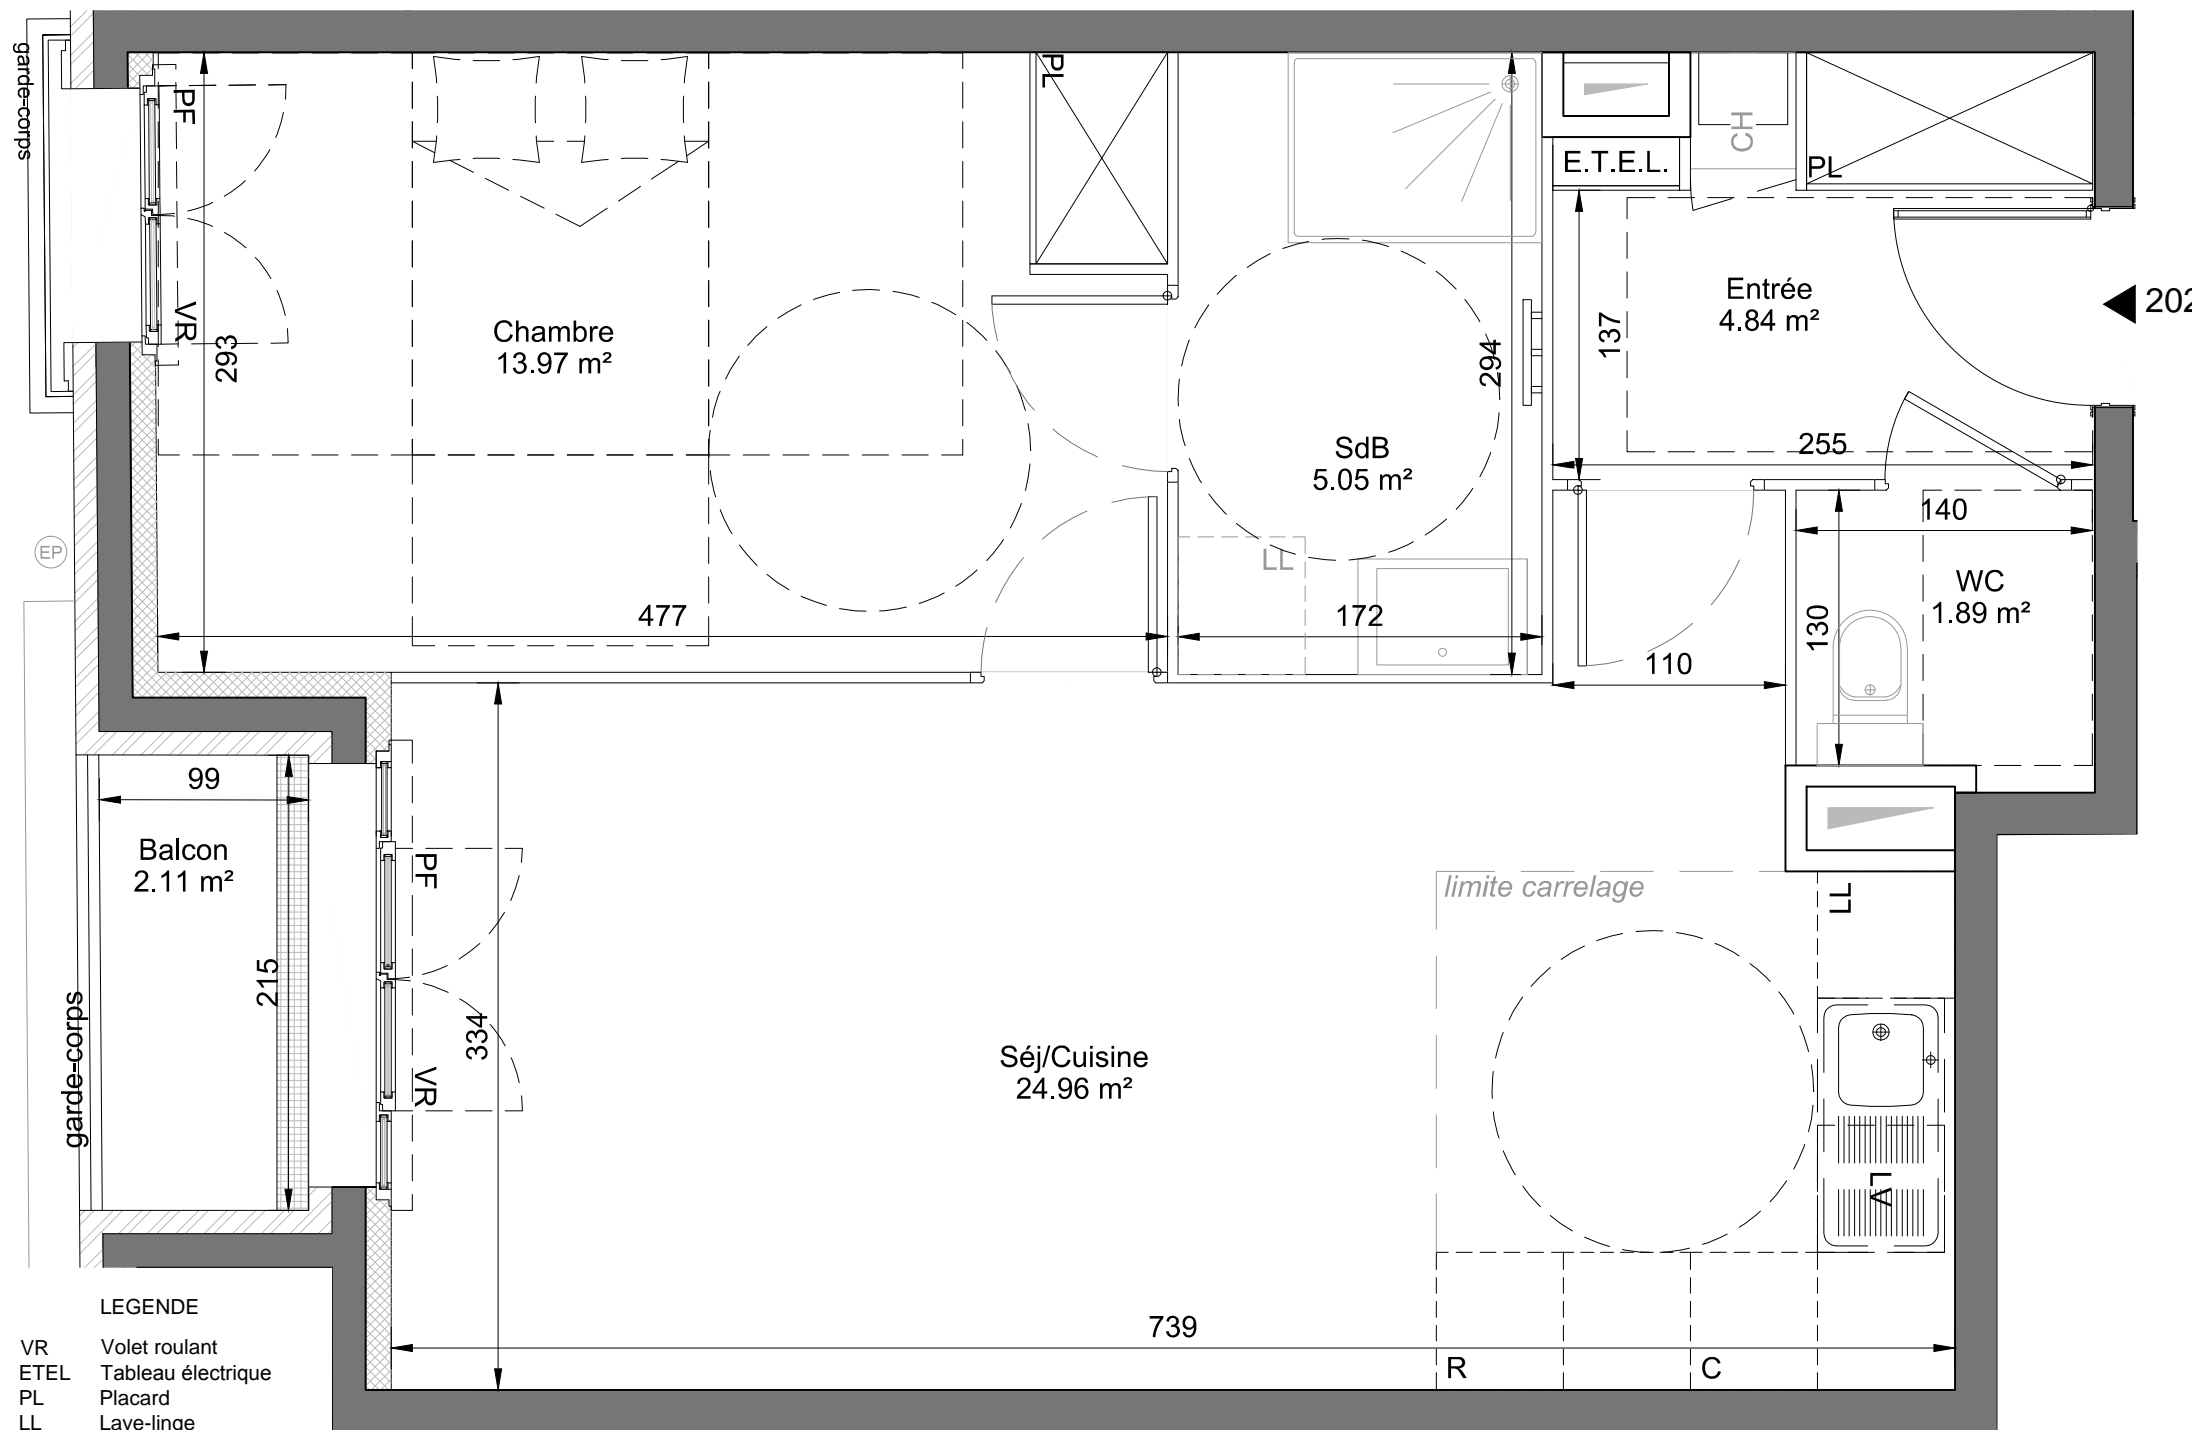 garde-corps
PF
VR
293
Chambre
13.97 m²
477
PL
SdB
5.05 m²
294
172
LL
E.T.E.L.
CH
PL
Entrée
4.84 m²
137
255
202
140
WC
1.89 m²
130
110
EP
99
Balcon
2.11 m²
215
garde-corps
PF
VR
334
Séj/Cuisine
24.96 m²
limite carrelage
LL
LV
739
R
C
LEGENDE
VR Volet roulant
ETEL Tableau électrique
PL Placard
LL Lave-linge